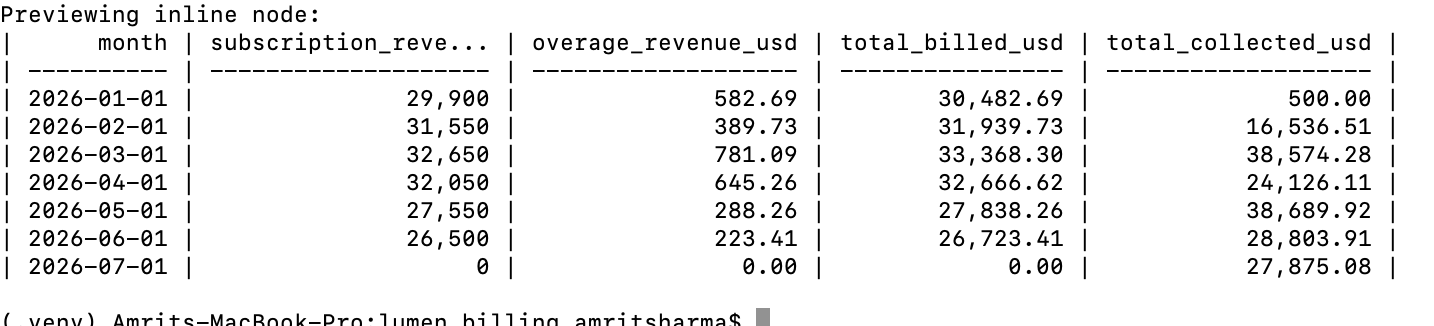 Previewing inline node:
|      month | subscription_reve... | overage_revenue_usd | total_billed_usd | total_collected_usd |
| ---------- | -------------------- | ------------------- | ---------------- | ------------------- |
| 2026-01-01 |               29,900 |              582.69 |        30,482.69 |              500.00 |
| 2026-02-01 |               31,550 |              389.73 |        31,939.73 |           16,536.51 |
| 2026-03-01 |               32,650 |              781.09 |        33,368.30 |           38,574.28 |
| 2026-04-01 |               32,050 |              645.26 |        32,666.62 |           24,126.11 |
| 2026-05-01 |               27,550 |              288.26 |        27,838.26 |           38,689.92 |
| 2026-06-01 |               26,500 |              223.41 |        26,723.41 |           28,803.91 |
| 2026-07-01 |                    0 |                0.00 |             0.00 |           27,875.08 |
(.venv) Amrits-MacBook-Pro:lumen_billing amritsharma$